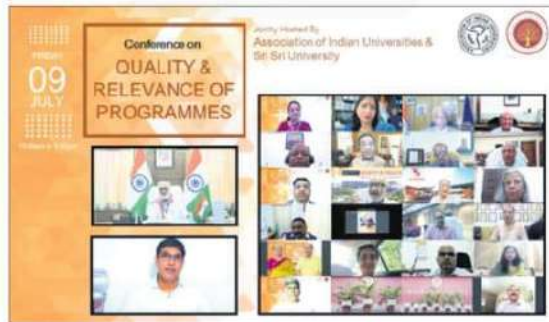 FRIDAY
09
JULY
Conference on
QUALITY &
RELEVANCE OF
PROGRAMMES
Jointly Hosted By
Association of Indian Universities &
Sri Sri University